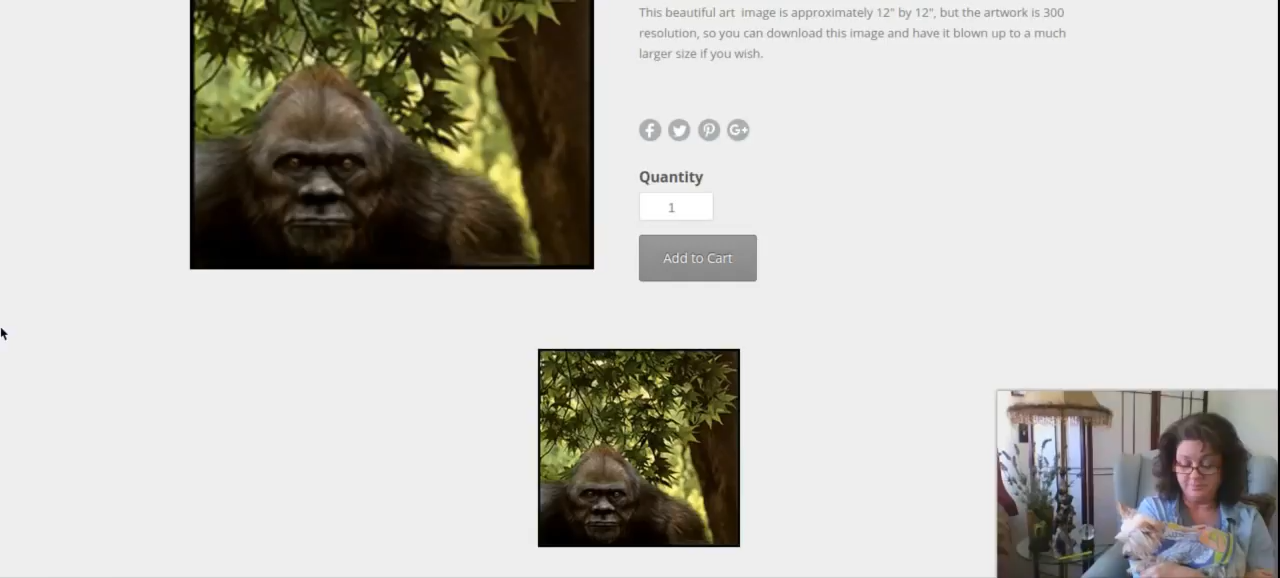 This beautiful art image is approximately 12" by 12", but the artwork is 300
resolution, so you can download this image and have it blown up to a much
larger size if you wish.
G+
Quantity
1
Add to Cart